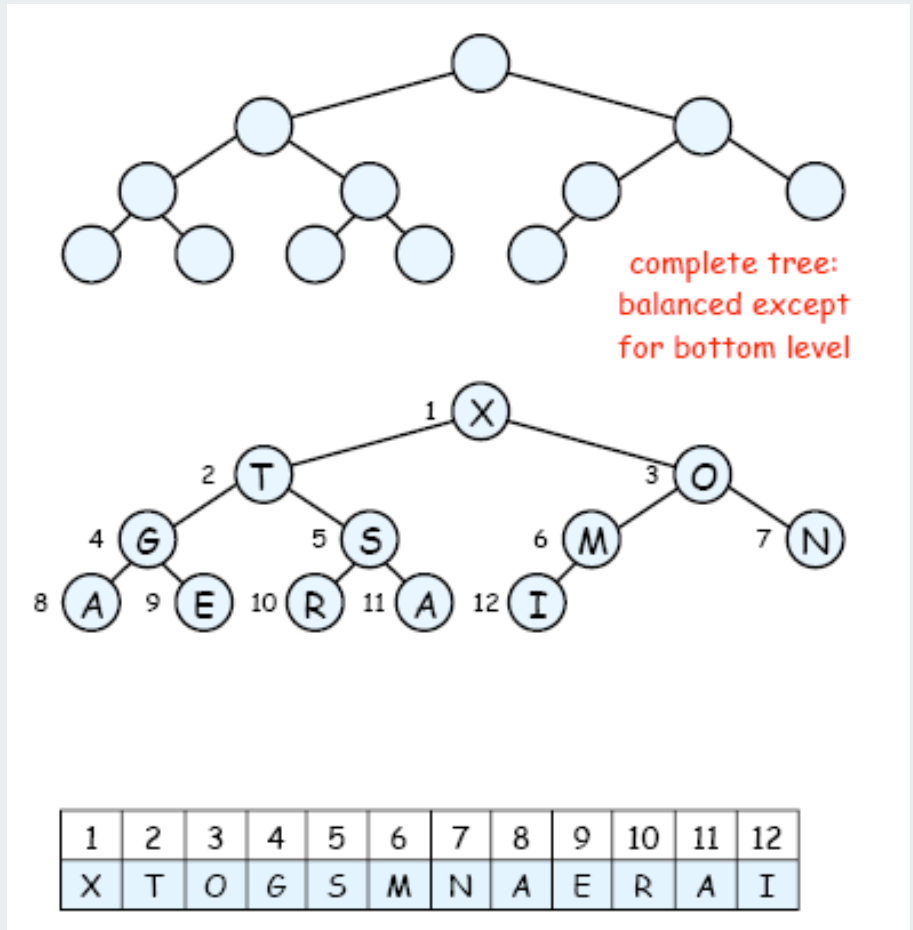 complete tree:
balanced except
for bottom level
1 X
2 T 3 O
4 G 5 S 6 M 7 N
8 A 9 E 10 R 11 A 12 I
1 2 3 4 5 6 7 8 9 10 11 12
X T O G S M N A E R A I